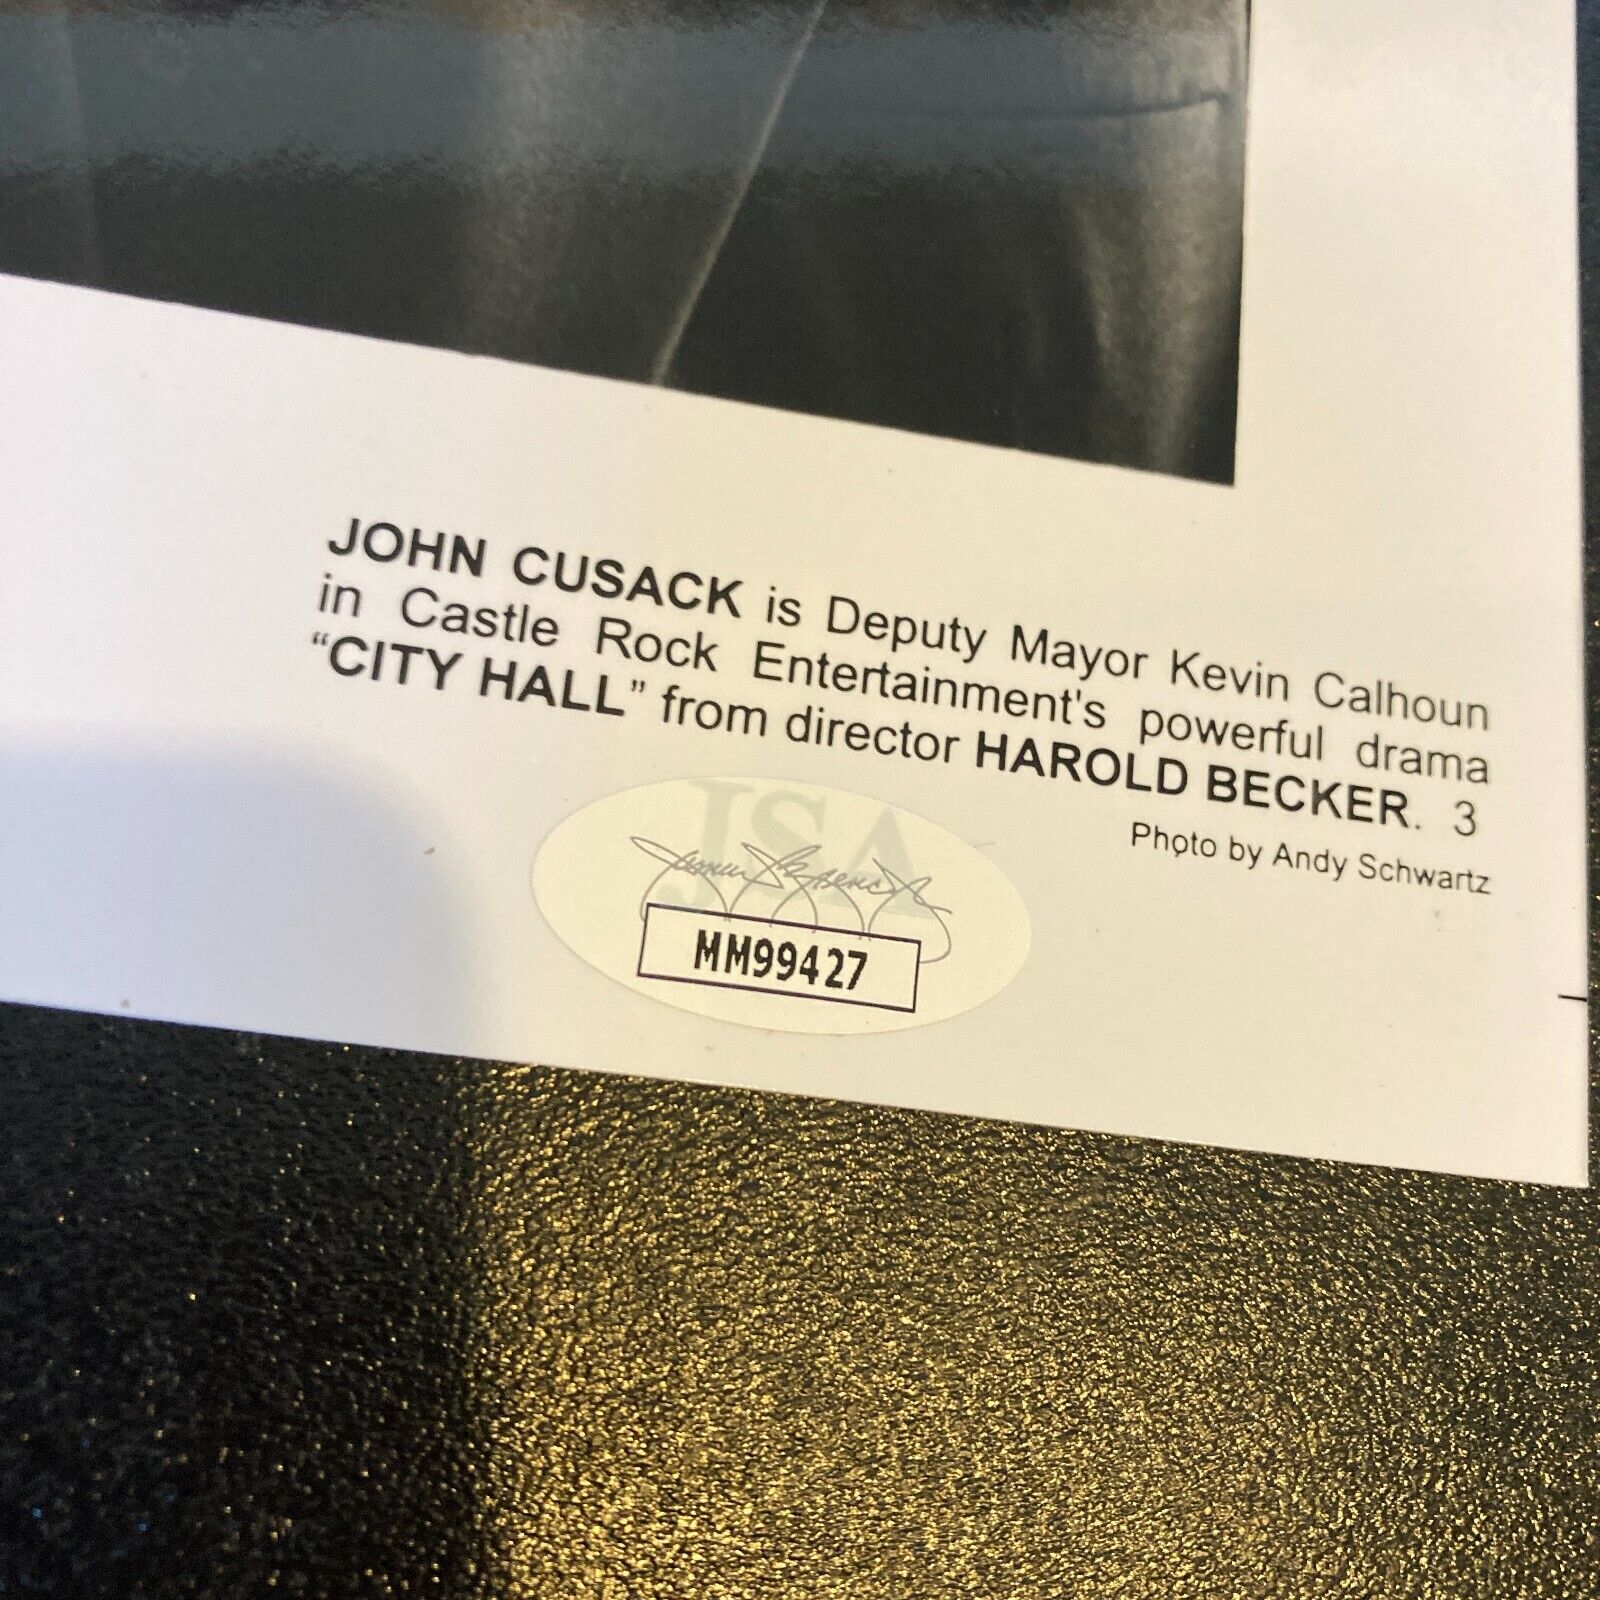 JOHN CUSACK is Deputy Mayor Kevin Calhoun
in Castle Rock Entertainment's powerful drama
“CITY HALL” from director HAROLD BECKER. 3
Photo by Andy Schwartz
JSA
MM99427